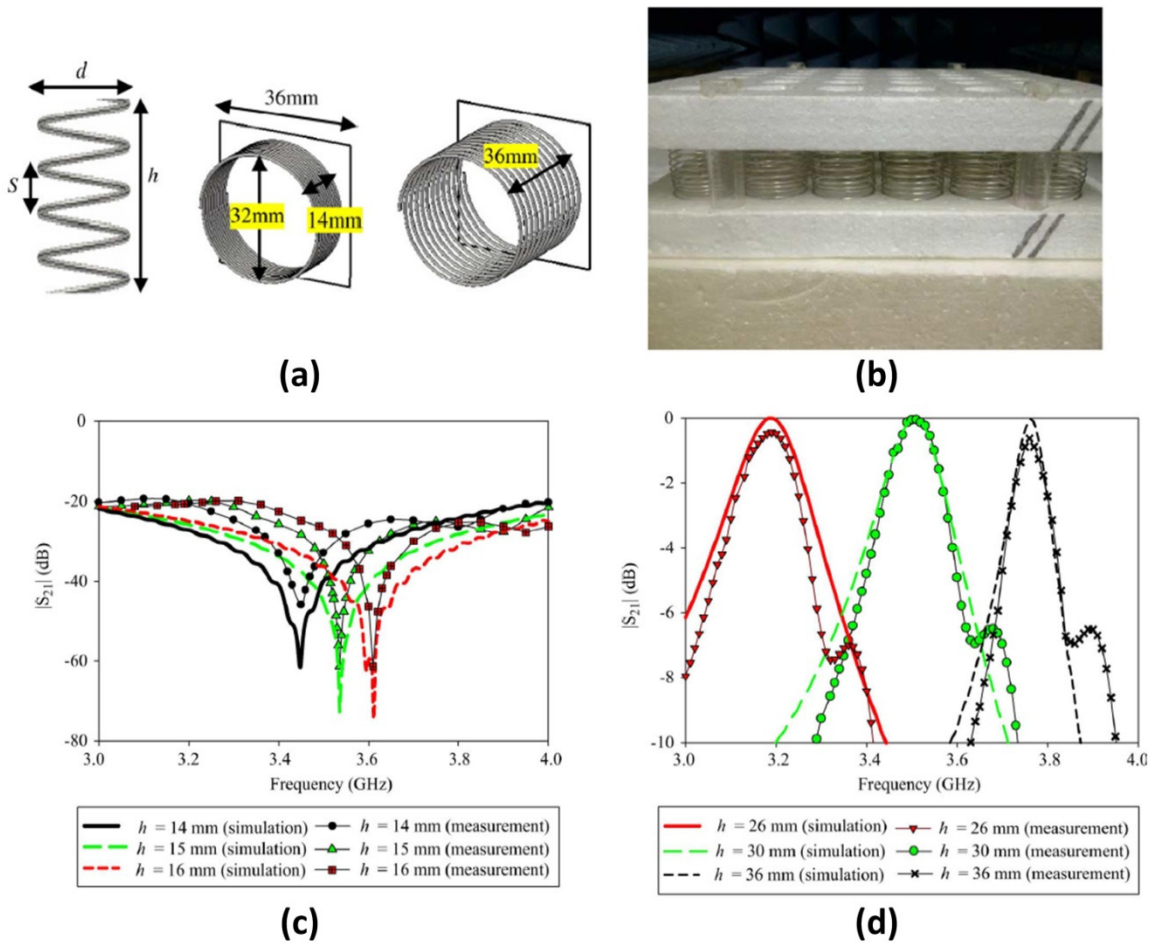 d
S
h
36mm
32mm
14mm
36mm
(a)
(b)
0
-20
-40
-60
-80
|S21| (dB)
3.0 3.2 3.4 3.6 3.8 4.0
Frequency (GHz)
h = 14 mm (simulation) h = 14 mm (measurement)
h = 15 mm (simulation) h = 15 mm (measurement)
h = 16 mm (simulation) h = 16 mm (measurement)
(c)
0
-2
-4
-6
-8
-10
|S21| (dB)
3.0 3.2 3.4 3.6 3.8 4.0
Frequency (GHz)
h = 26 mm (simulation) h = 26 mm (measurement)
h = 30 mm (simulation) h = 30 mm (measurement)
h = 36 mm (simulation) h = 36 mm (measurement)
(d)